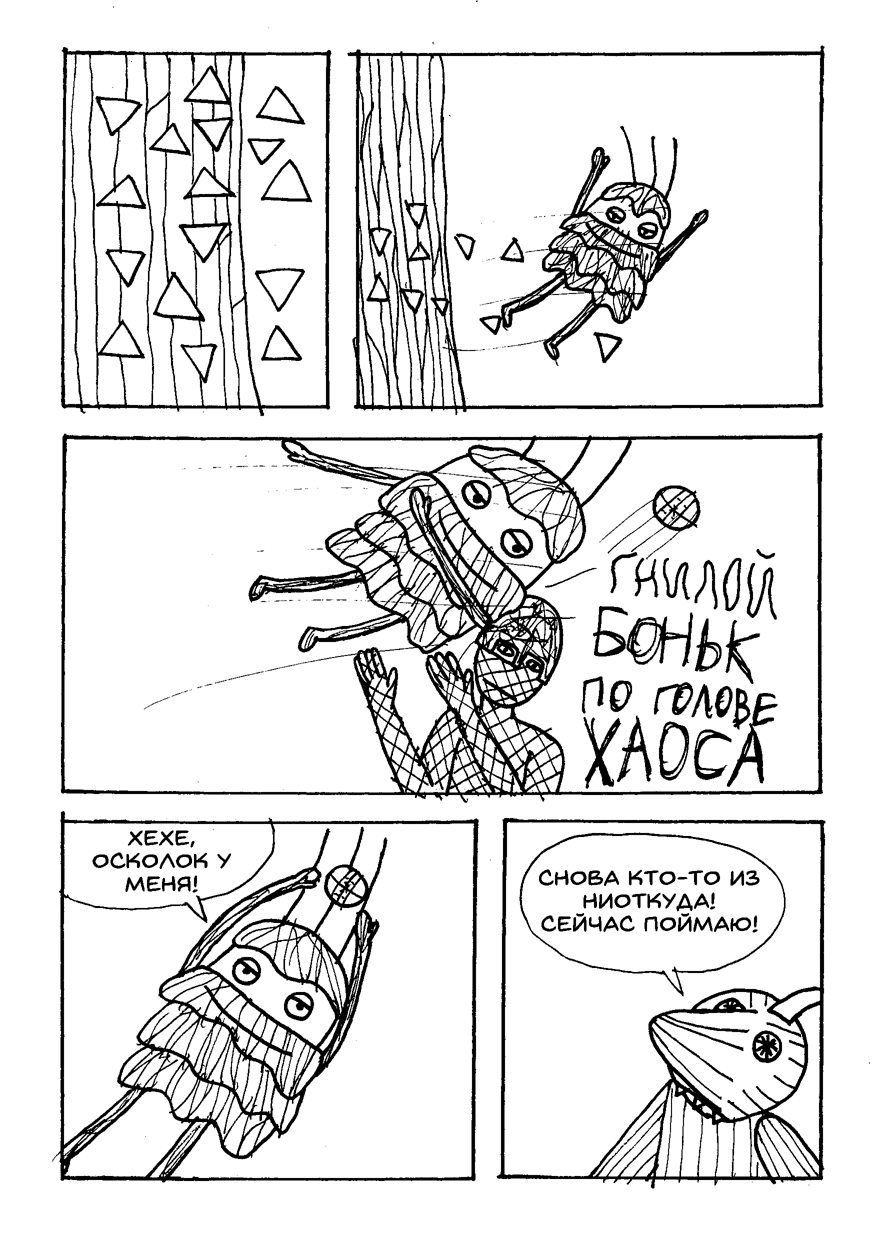 ГНИЛОЙ
БОНЬК
ПО ГОЛОВЕ
ХАОСА
ХЕХЕ,
ОСКОЛОК У
МЕНЯ!
СНОВА КТО-ТО ИЗ
НИОТКУДА!
СЕЙЧАС ПОЙМАЮ!